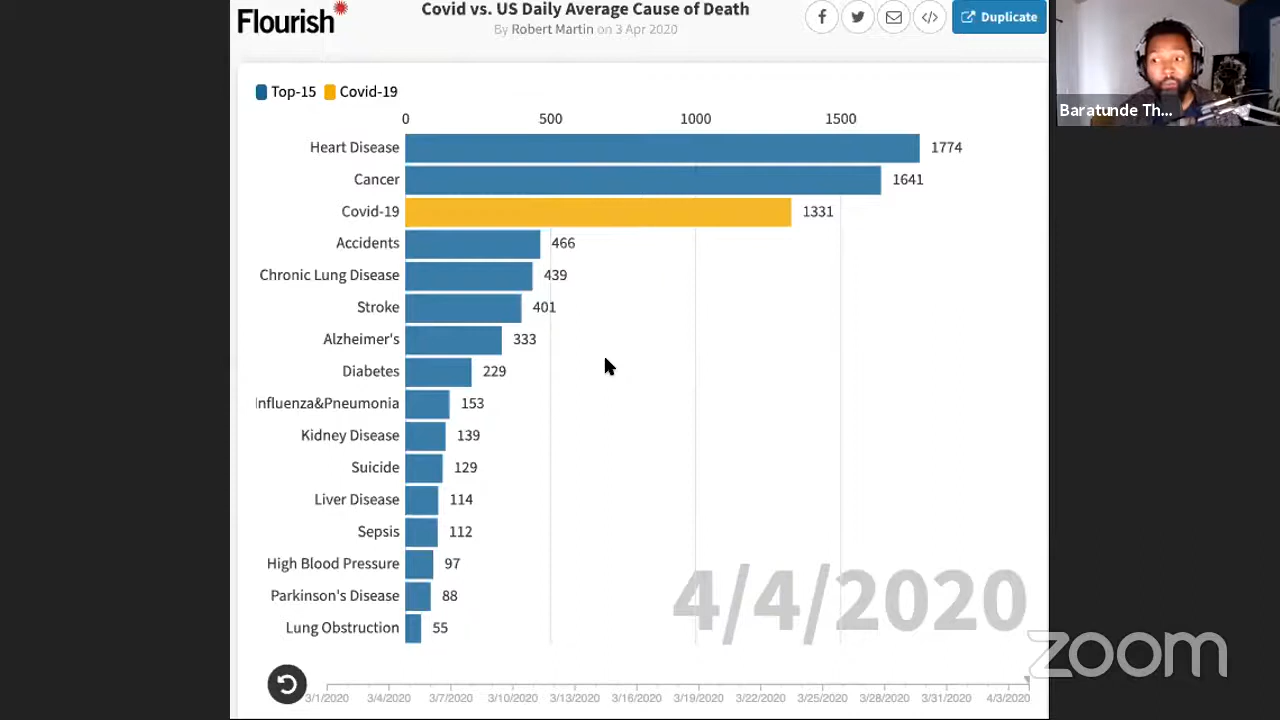 Flourish
Covid vs. US Daily Average Cause of Death
By Robert Martin on 3 Apr 2020
Duplicate
Baratunde Th...
Top-15 Covid-19
0 500 1000 1500
Heart Disease 1774
Cancer 1641
Covid-19 1331
Accidents 466
Chronic Lung Disease 439
Stroke 401
Alzheimer's 333
Diabetes 229
Influenza&Pneumonia 153
Kidney Disease 139
Suicide 129
Liver Disease 114
Sepsis 112
High Blood Pressure 97
Parkinson's Disease 88
Lung Obstruction 55
4/4/2020
zoom
3/1/2020 3/4/2020 3/7/2020 3/10/2020 3/13/2020 3/16/2020 3/19/2020 3/22/2020 3/25/2020 3/28/2020 3/31/2020 4/3/2020